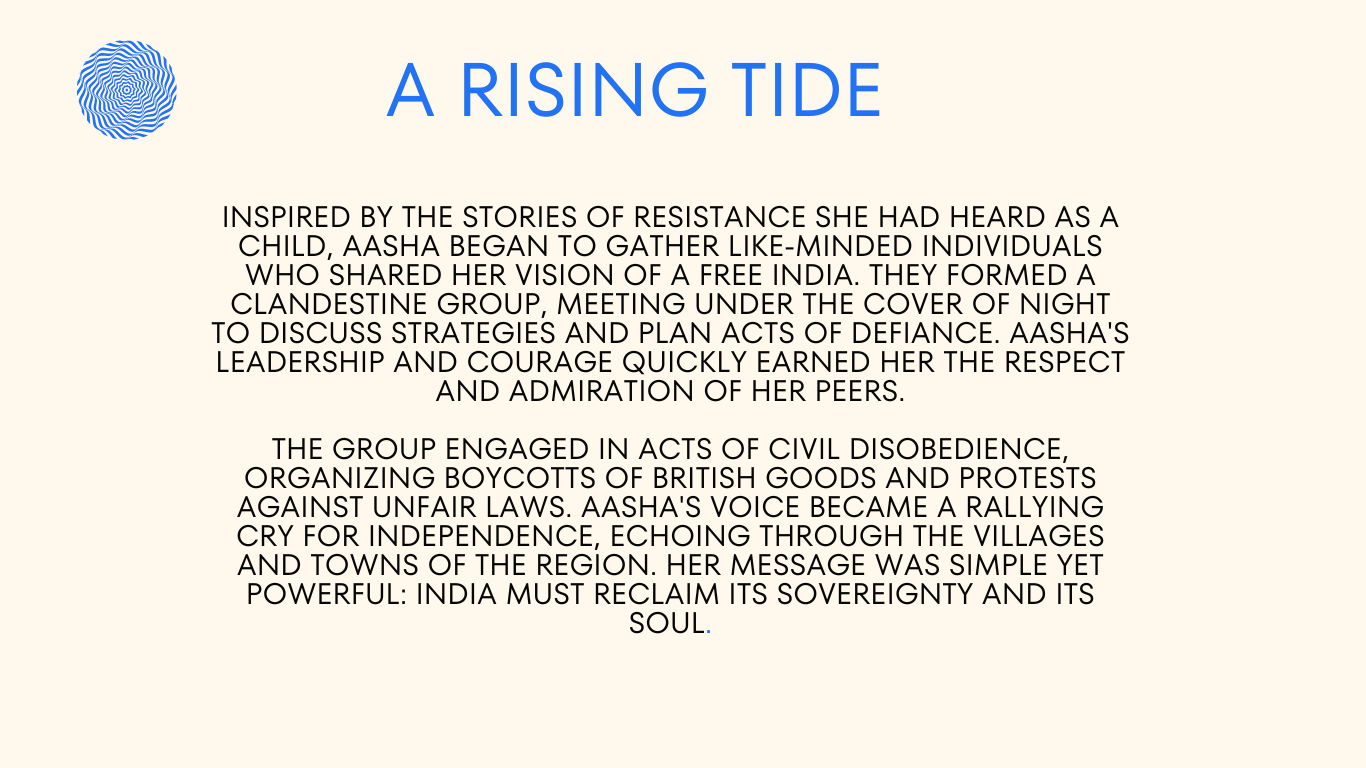 A RISING TIDE
INSPIRED BY THE STORIES OF RESISTANCE SHE HAD HEARD AS A
CHILD, AASHA BEGAN TO GATHER LIKE-MINDED INDIVIDUALS
WHO SHARED HER VISION OF A FREE INDIA. THEY FORMED A
CLANDESTINE GROUP, MEETING UNDER THE COVER OF NIGHT
TO DISCUSS STRATEGIES AND PLAN ACTS OF DEFIANCE. AASHA'S
LEADERSHIP AND COURAGE QUICKLY EARNED HER THE RESPECT
AND ADMIRATION OF HER PEERS.
THE GROUP ENGAGED IN ACTS OF CIVIL DISOBEDIENCE,
ORGANIZING BOYCOTTS OF BRITISH GOODS AND PROTESTS
AGAINST UNFAIR LAWS. AASHA'S VOICE BECAME A RALLYING
CRY FOR INDEPENDENCE, ECHOING THROUGH THE VILLAGES
AND TOWNS OF THE REGION. HER MESSAGE WAS SIMPLE YET
POWERFUL: INDIA MUST RECLAIM ITS SOVEREIGNTY AND ITS
SOUL.